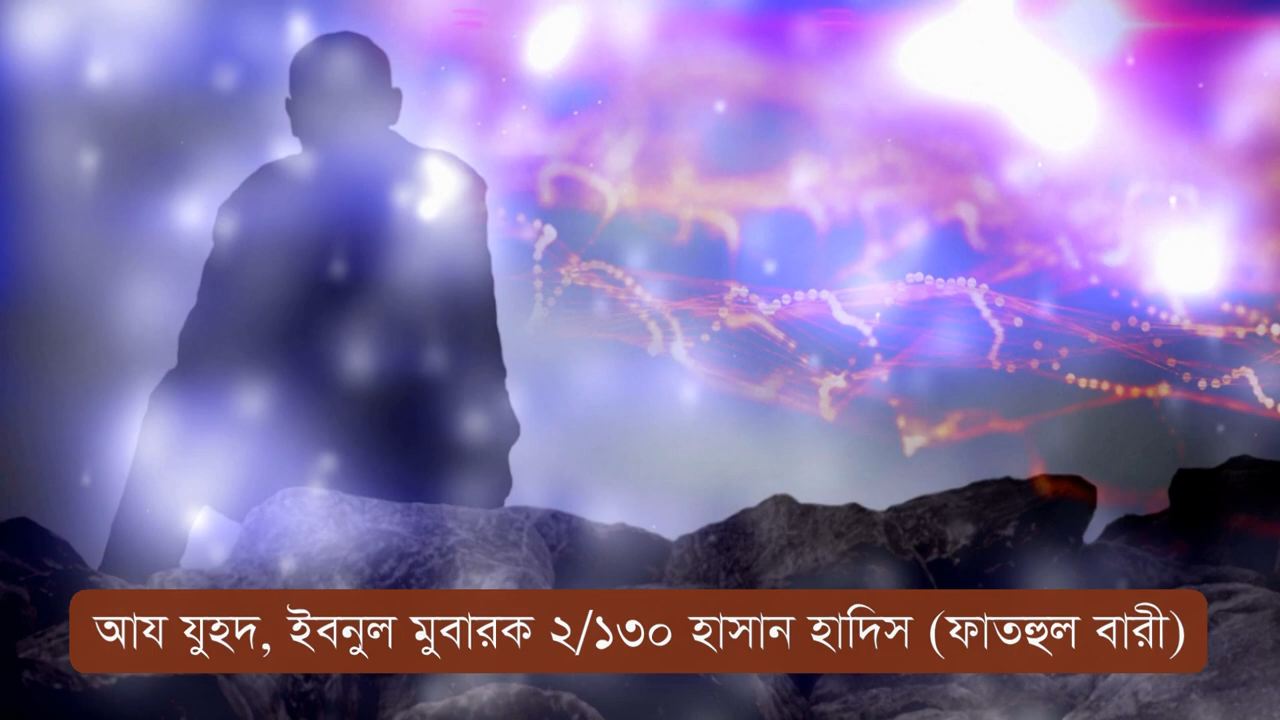 আয যুহদ, ইবনুল মুবারক ২/১৩০ হাসান হাদিস (ফাতহুল বারী)